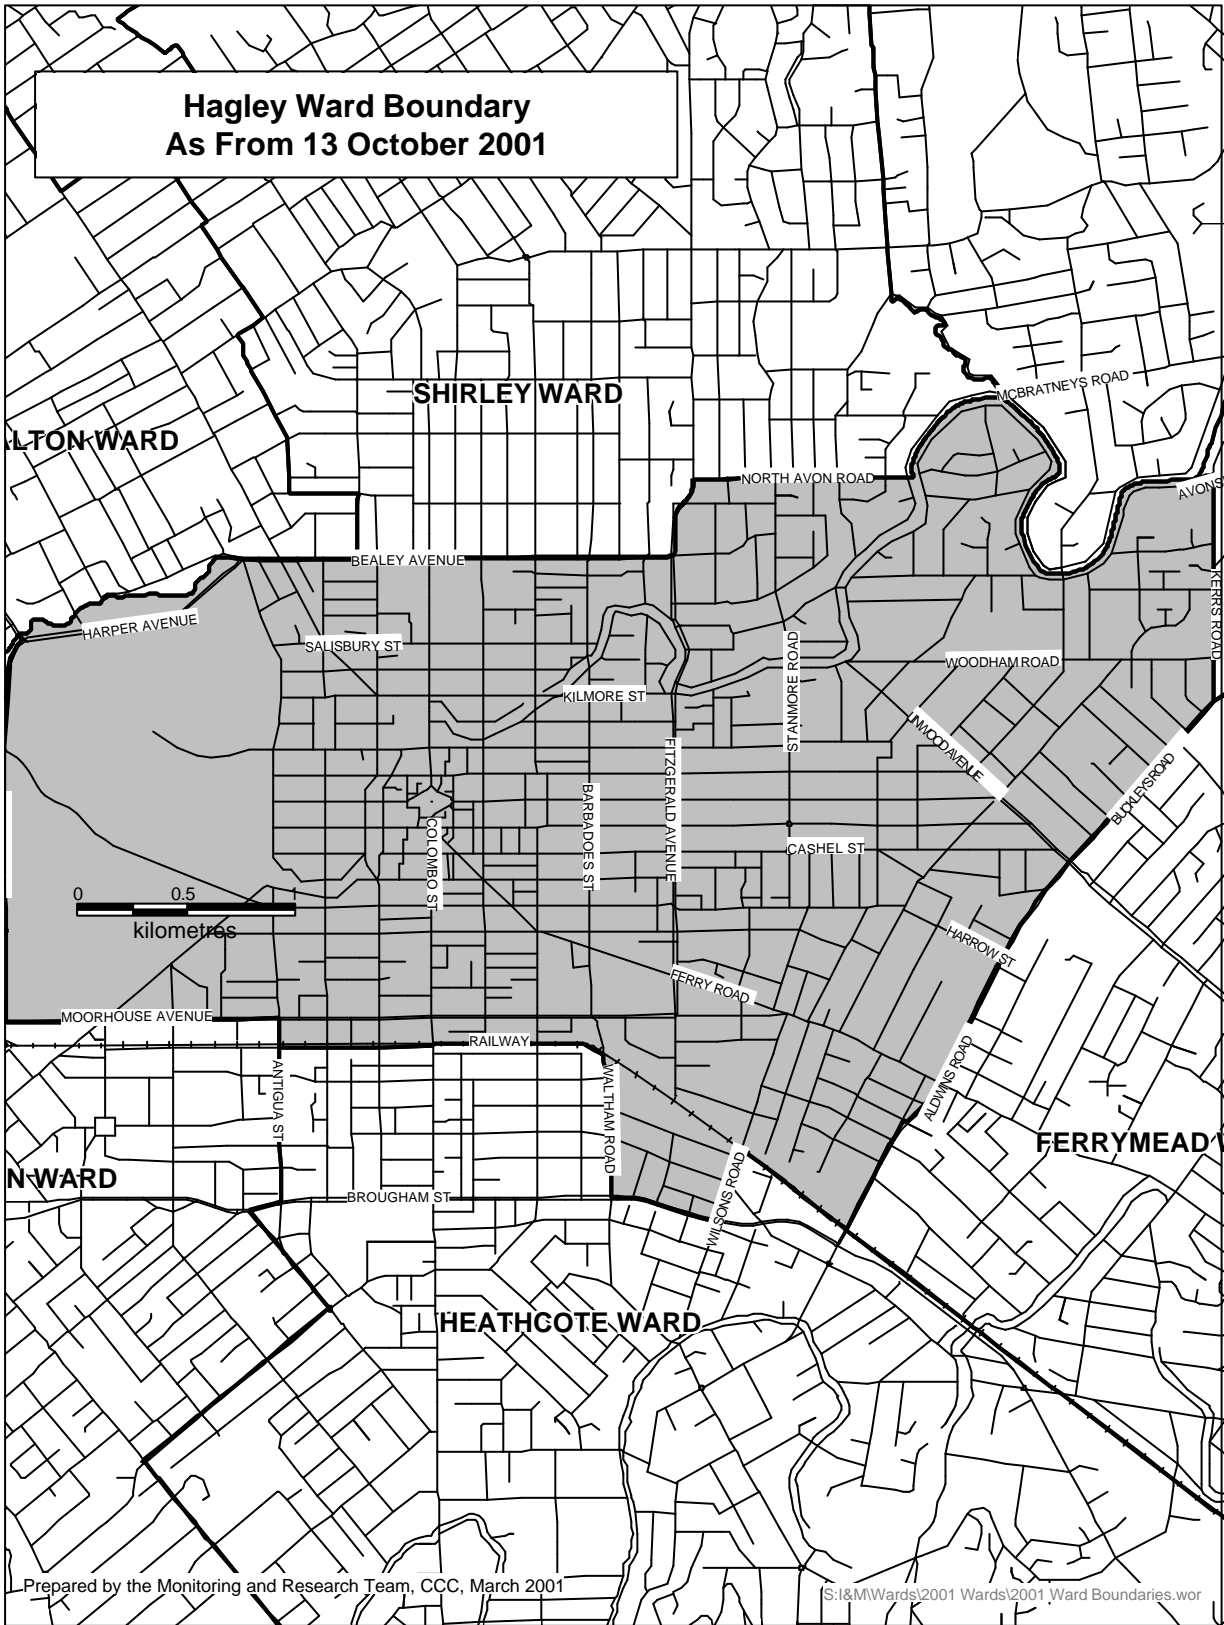 Hagley Ward Boundary
As From 13 October 2001
MCBRATNEYS ROAD
SHIRLEY WARD
LTON WARD
NORTH AVON ROAD
AVONS
BEALEY AVENUE
KERRS ROAD
HARPER AVENUE
SALISBURY ST
STANMORE ROAD
WOODHAM ROAD
KILMORE ST
LINWOOD AVENUE
FITZGERALD AVENUE
BUCKLEYS ROAD
BARBADOES ST
COLOMBO ST
CASHEL ST
0 0.5 1
kilometres
HARROW ST
FERRY ROAD
MOORHOUSE AVENUE
RAILWAY
ANTIGUA ST
WALTHAM ROAD
ALDWINS ROAD
FERRYMEAD W
N WARD
WILSONS ROAD
BROUGHAM ST
HEATHCOTE WARD
Prepared by the Monitoring and Research Team, CCC, March 2001
S:I&M\Wards\2001 Wards\2001 Ward Boundaries.wor